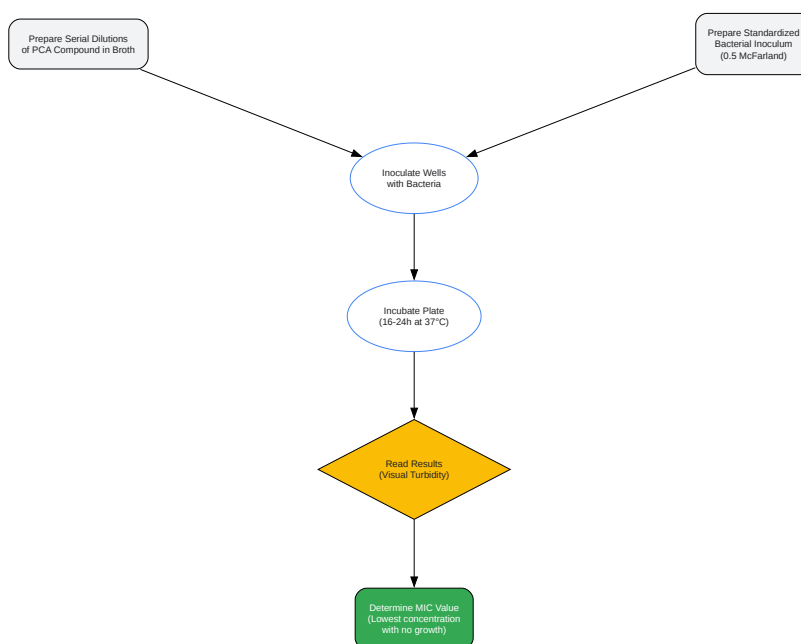 Prepare Serial Dilutions
of PCA Compound in Broth
Prepare Standardized
Bacterial Inoculum
(0.5 McFarland)
Inoculate Wells
with Bacteria
Incubate Plate
(16-24h at 37°C)
Read Results
(Visual Turbidity)
Determine MIC Value
(Lowest concentration
with no growth)